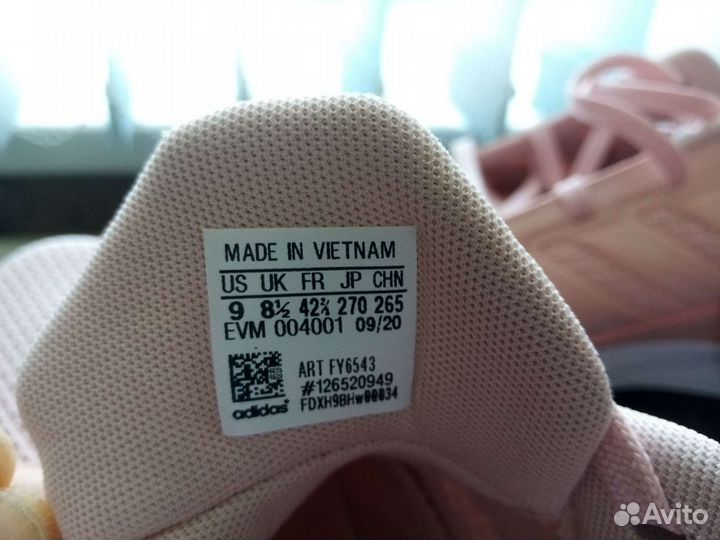 MADE IN VIETNAM
US UK FR JP CHN
9 8½ 42⅔ 270 265
EVM 004001 09/20
ART FY6543
#126520949
adidas FDXH9BHw00034
Avito